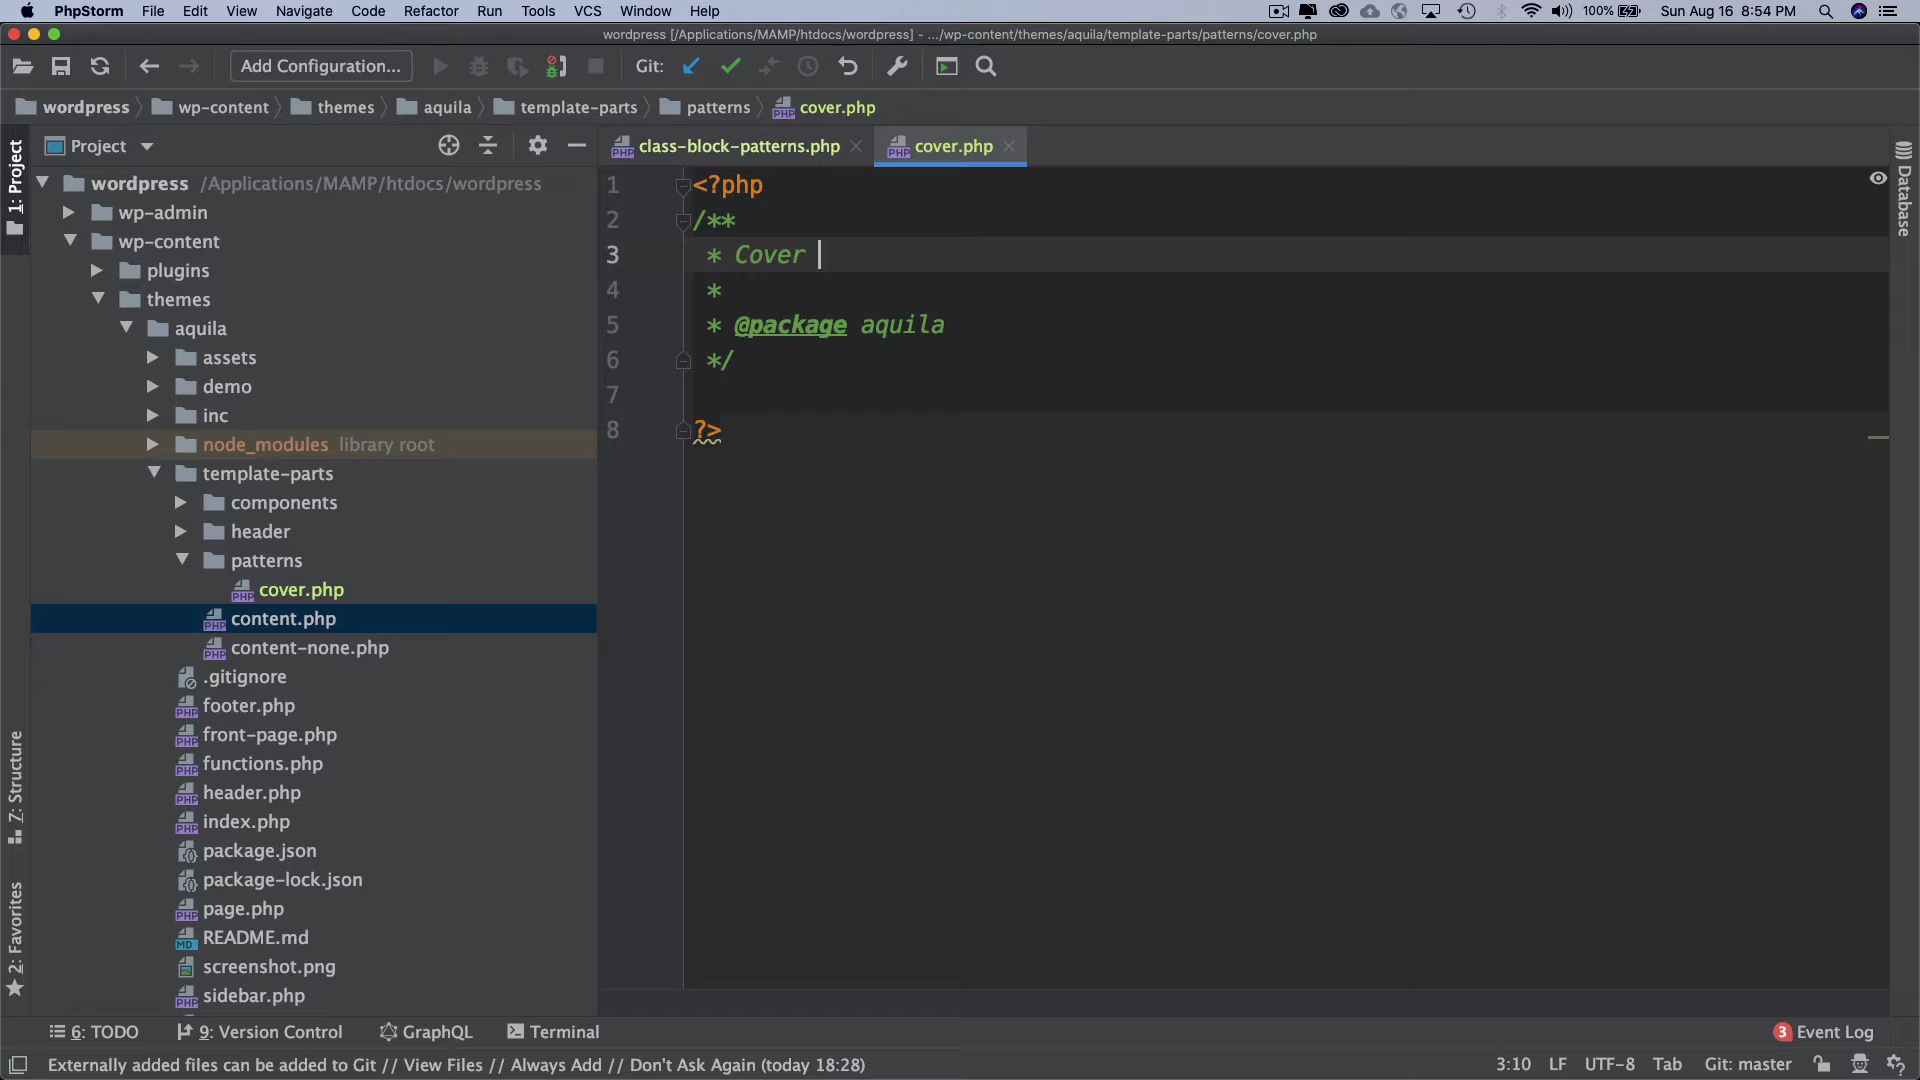 PhpStorm File Edit View Navigate Code Refactor Run Tools VCS Window Help 100% Sun Aug 16 8:54 PM
wordpress [/Applications/MAMP/htdocs/wordpress] - .../wp-content/themes/aquila/template-parts/patterns/cover.php
Add Configuration... Git:
wordpress wp-content themes aquila template-parts patterns cover.php
1: Project
Project
class-block-patterns.php cover.php
Database
wordpress /Applications/MAMP/htdocs/wordpress
wp-admin
wp-content
plugins
themes
aquila
assets
demo
inc
node_modules library root
template-parts
components
header
patterns
cover.php
content.php
content-none.php
.gitignore
footer.php
front-page.php
functions.php
header.php
index.php
package.json
package-lock.json
page.php
README.md
screenshot.png
sidebar.php
1 <?php
2 /**
3 * Cover
4 *
5 * @package aquila
6 */
7
8 ?>
7: Structure
2: Favorites
6: TODO 9: Version Control GraphQL Terminal 3 Event Log
Externally added files can be added to Git // View Files // Always Add // Don't Ask Again (today 18:28) 3:10 LF UTF-8 Tab Git: master